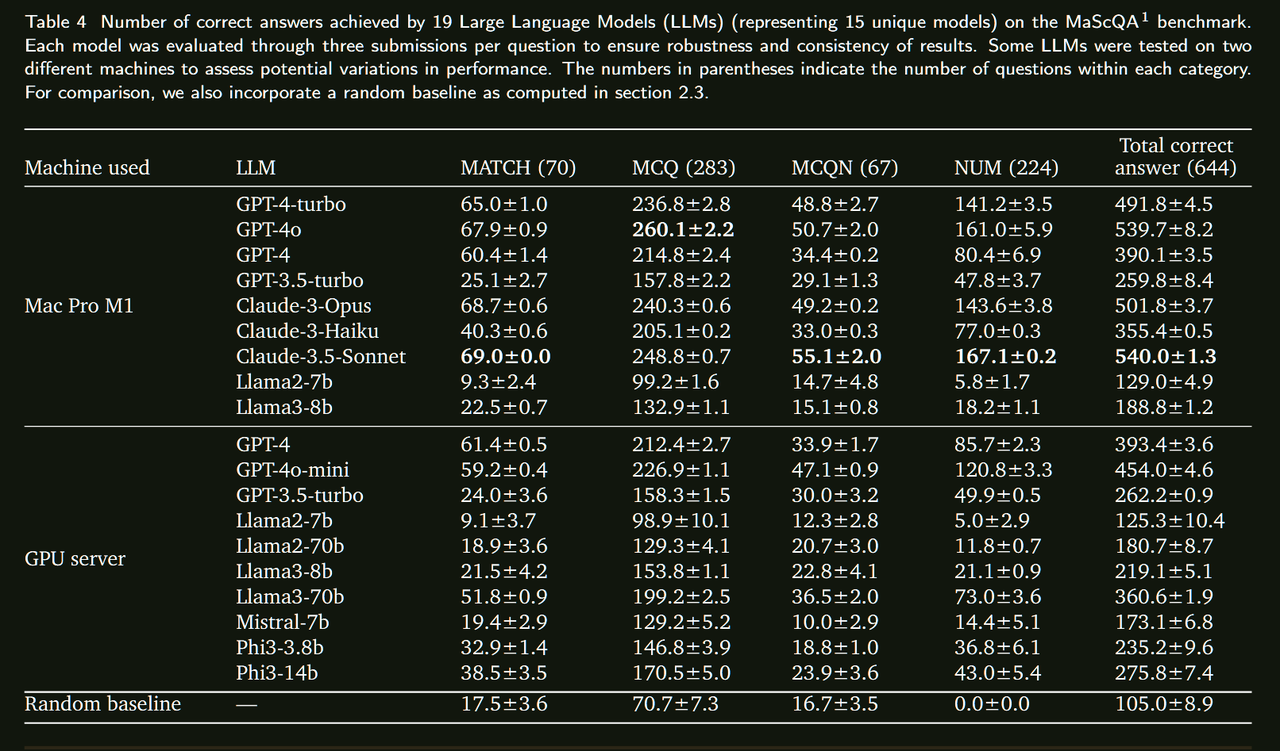 Table 4 Number of correct answers achieved by 19 Large Language Models (LLMs) (representing 15 unique models) on the MaScQA¹ benchmark.
Each model was evaluated through three submissions per question to ensure robustness and consistency of results. Some LLMs were tested on two
different machines to assess potential variations in performance. The numbers in parentheses indicate the number of questions within each category.
For comparison, we also incorporate a random baseline as computed in section 2.3.
Machine used LLM MATCH (70) MCQ (283) MCQN (67) NUM (224) Total correct answer (644)
GPT-4-turbo 65.0±1.0 236.8±2.8 48.8±2.7 141.2±3.5 491.8±4.5
GPT-4o 67.9±0.9 260.1±2.2 50.7±2.0 161.0±5.9 539.7±8.2
GPT-4 60.4±1.4 214.8±2.4 34.4±0.2 80.4±6.9 390.1±3.5
GPT-3.5-turbo 25.1±2.7 157.8±2.2 29.1±1.3 47.8±3.7 259.8±8.4
Mac Pro M1 Claude-3-Opus 68.7±0.6 240.3±0.6 49.2±0.2 143.6±3.8 501.8±3.7
Claude-3-Haiku 40.3±0.6 205.1±0.2 33.0±0.3 77.0±0.3 355.4±0.5
Claude-3.5-Sonnet 69.0±0.0 248.8±0.7 55.1±2.0 167.1±0.2 540.0±1.3
Llama2-7b 9.3±2.4 99.2±1.6 14.7±4.8 5.8±1.7 129.0±4.9
Llama3-8b 22.5±0.7 132.9±1.1 15.1±0.8 18.2±1.1 188.8±1.2
GPT-4 61.4±0.5 212.4±2.7 33.9±1.7 85.7±2.3 393.4±3.6
GPT-4o-mini 59.2±0.4 226.9±1.1 47.1±0.9 120.8±3.3 454.0±4.6
GPT-3.5-turbo 24.0±3.6 158.3±1.5 30.0±3.2 49.9±0.5 262.2±0.9
Llama2-7b 9.1±3.7 98.9±10.1 12.3±2.8 5.0±2.9 125.3±10.4
GPU server Llama2-70b 18.9±3.6 129.3±4.1 20.7±3.0 11.8±0.7 180.7±8.7
Llama3-8b 21.5±4.2 153.8±1.1 22.8±4.1 21.1±0.9 219.1±5.1
Llama3-70b 51.8±0.9 199.2±2.5 36.5±2.0 73.0±3.6 360.6±1.9
Mistral-7b 19.4±2.9 129.2±5.2 10.0±2.9 14.4±5.1 173.1±6.8
Phi3-3.8b 32.9±1.4 146.8±3.9 18.8±1.0 36.8±6.1 235.2±9.6
Phi3-14b 38.5±3.5 170.5±5.0 23.9±3.6 43.0±5.4 275.8±7.4
Random baseline — 17.5±3.6 70.7±7.3 16.7±3.5 0.0±0.0 105.0±8.9